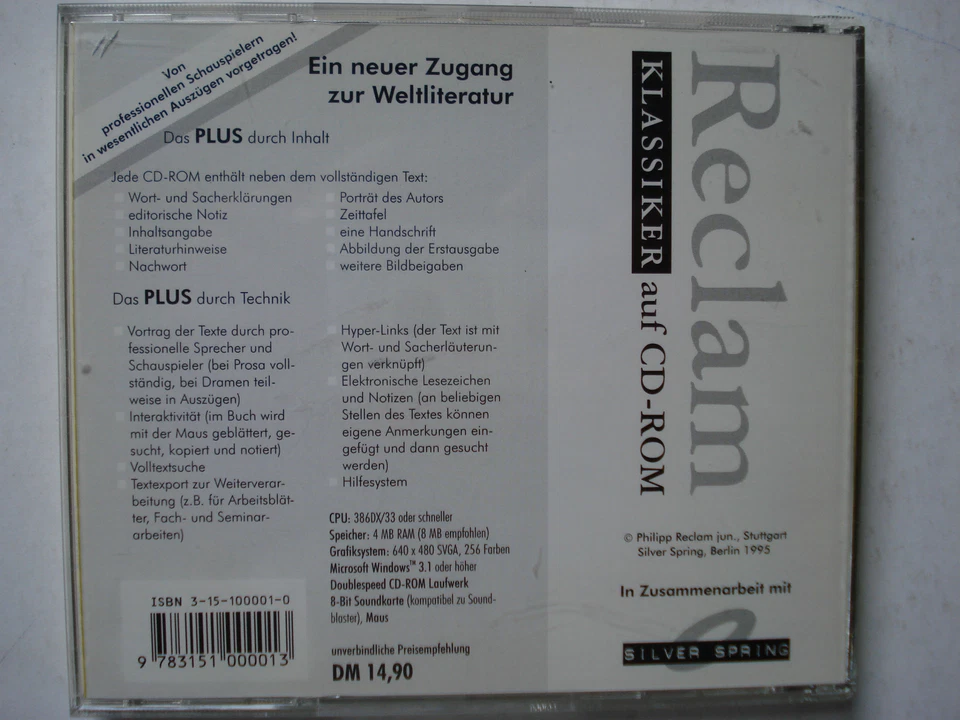 Von
professionellen Schauspielern
in wesentlichen Auszügen vorgetragen!
Ein neuer Zugang
zur Weltliteratur
Das PLUS durch Inhalt
Jede CD-ROM enthält neben dem vollständigen Text:
Wort- und Sacherklärungen
editorische Notiz
Inhaltsangabe
Literaturhinweise
Nachwort
Porträt des Autors
Zeittafel
eine Handschrift
Abbildung der Erstausgabe
weitere Bildbeigaben
Das PLUS durch Technik
Vortrag der Texte durch pro-
fessionelle Sprecher und
Schauspieler (bei Prosa voll-
ständig, bei Dramen teil-
weise in Auszügen)
Interaktivität (im Buch wird
mit der Maus geblättert, ge-
sucht, kopiert und notiert)
Volltextsuche
Textexport zur Weiterverar-
beitung (z.B. für Arbeitsblät-
ter, Fach- und Seminar-
arbeiten)
Hyper-Links (der Text ist mit
Wort- und Sacherläuterun-
gen verknüpft)
Elektronische Lesezeichen
und Notizen (an beliebigen
Stellen des Textes können
eigene Anmerkungen ein-
gefügt und dann gesucht
werden)
Hilfesystem
CPU: 386DX/33 oder schneller
Speicher: 4 MB RAM (8 MB empfohlen)
Grafiksystem: 640 x 480 SVGA, 256 Farben
Microsoft Windows™ 3.1 oder höher
Doublespeed CD-ROM Laufwerk
8-Bit Soundkarte (kompatibel zu Sound-
blaster), Maus
unverbindliche Preisempfehlung
DM 14,90
ISBN 3-15-100001-0
9 783151 000013
Reclam
KLASSIKER auf CD-ROM
© Philipp Reclam jun., Stuttgart
Silver Spring, Berlin 1995
In Zusammenarbeit mit
SILVER SPRING